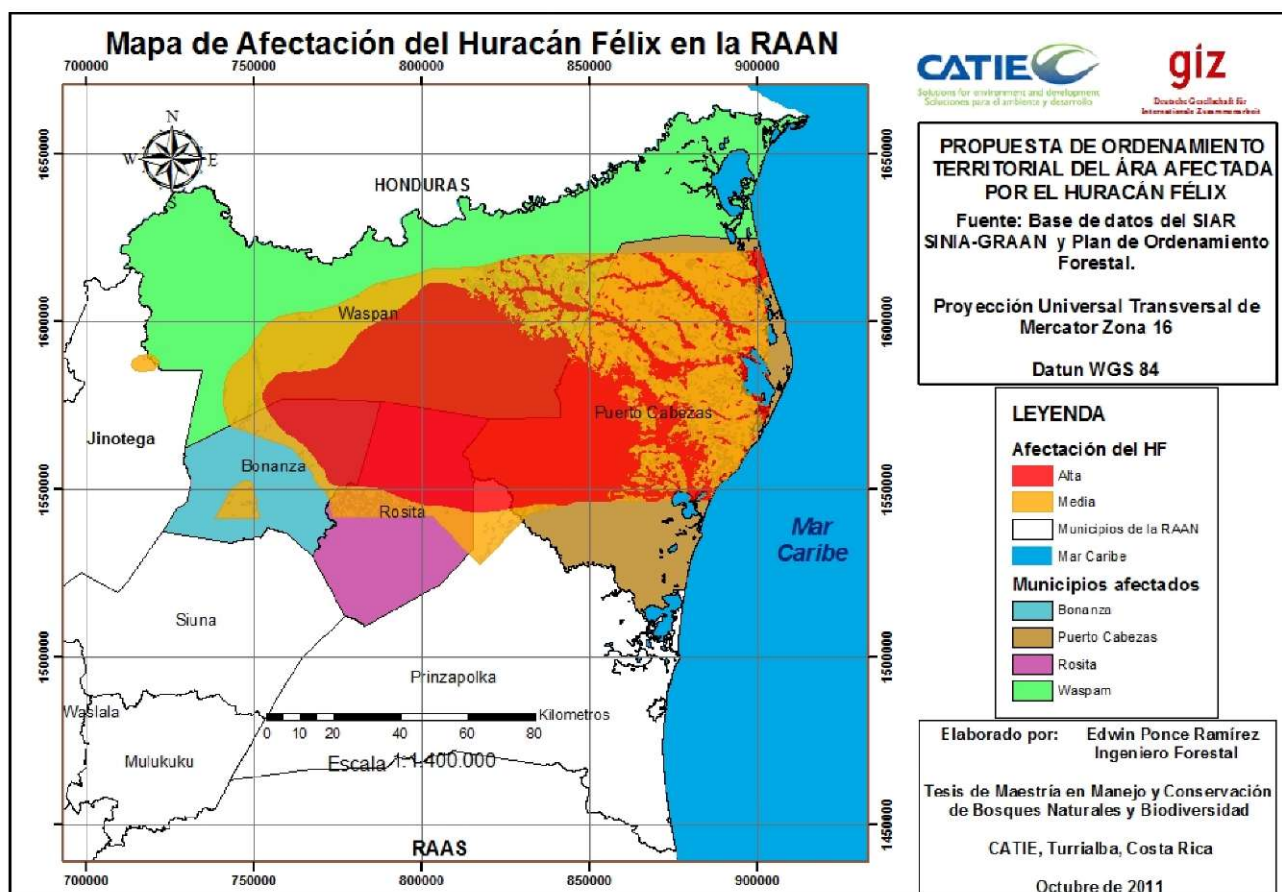 Mapa de Afectación del Huracán Félix en la RAAN
700000 750000 800000 850000 900000
1650000
1600000
1550000
1500000
1450000
N
W E
S
HONDURAS
Waspan
Puerto Cabezas
Jinotega
Bonanza
Rosita
Mar
Caribe
Siuna
Prinzapolka
Waslala
Mulukuku
Kilometros
0 10 20 40 60 80
Escala 1:1.400.000
RAAS
1650000
1600000
1550000
1500000
1450000
700000 750000 800000 850000 900000
CATIE
Solutions for environment and development
Soluciones para el ambiente y desarrollo
giz
Deutsche Gesellschaft für
Internationale Zusammenarbeit
PROPUESTA DE ORDENAMIENTO
TERRITORIAL DEL ÁRA AFECTADA
POR EL HURACÁN FÉLIX
Fuente: Base de datos del SIAR
SINIA-GRAAN y Plan de Ordenamiento
Forestal.
Proyección Universal Transversal de
Mercator Zona 16
Datun WGS 84
LEYENDA
Afectación del HF
Alta
Media
Municipios de la RAAN
Mar Caribe
Municipios afectados
Bonanza
Puerto Cabezas
Rosita
Waspam
Elaborado por: Edwin Ponce Ramírez
Ingeniero Forestal
Tesis de Maestría en Manejo y Conservación
de Bosques Naturales y Biodiversidad
CATIE, Turrialba, Costa Rica
Octubre de 2011